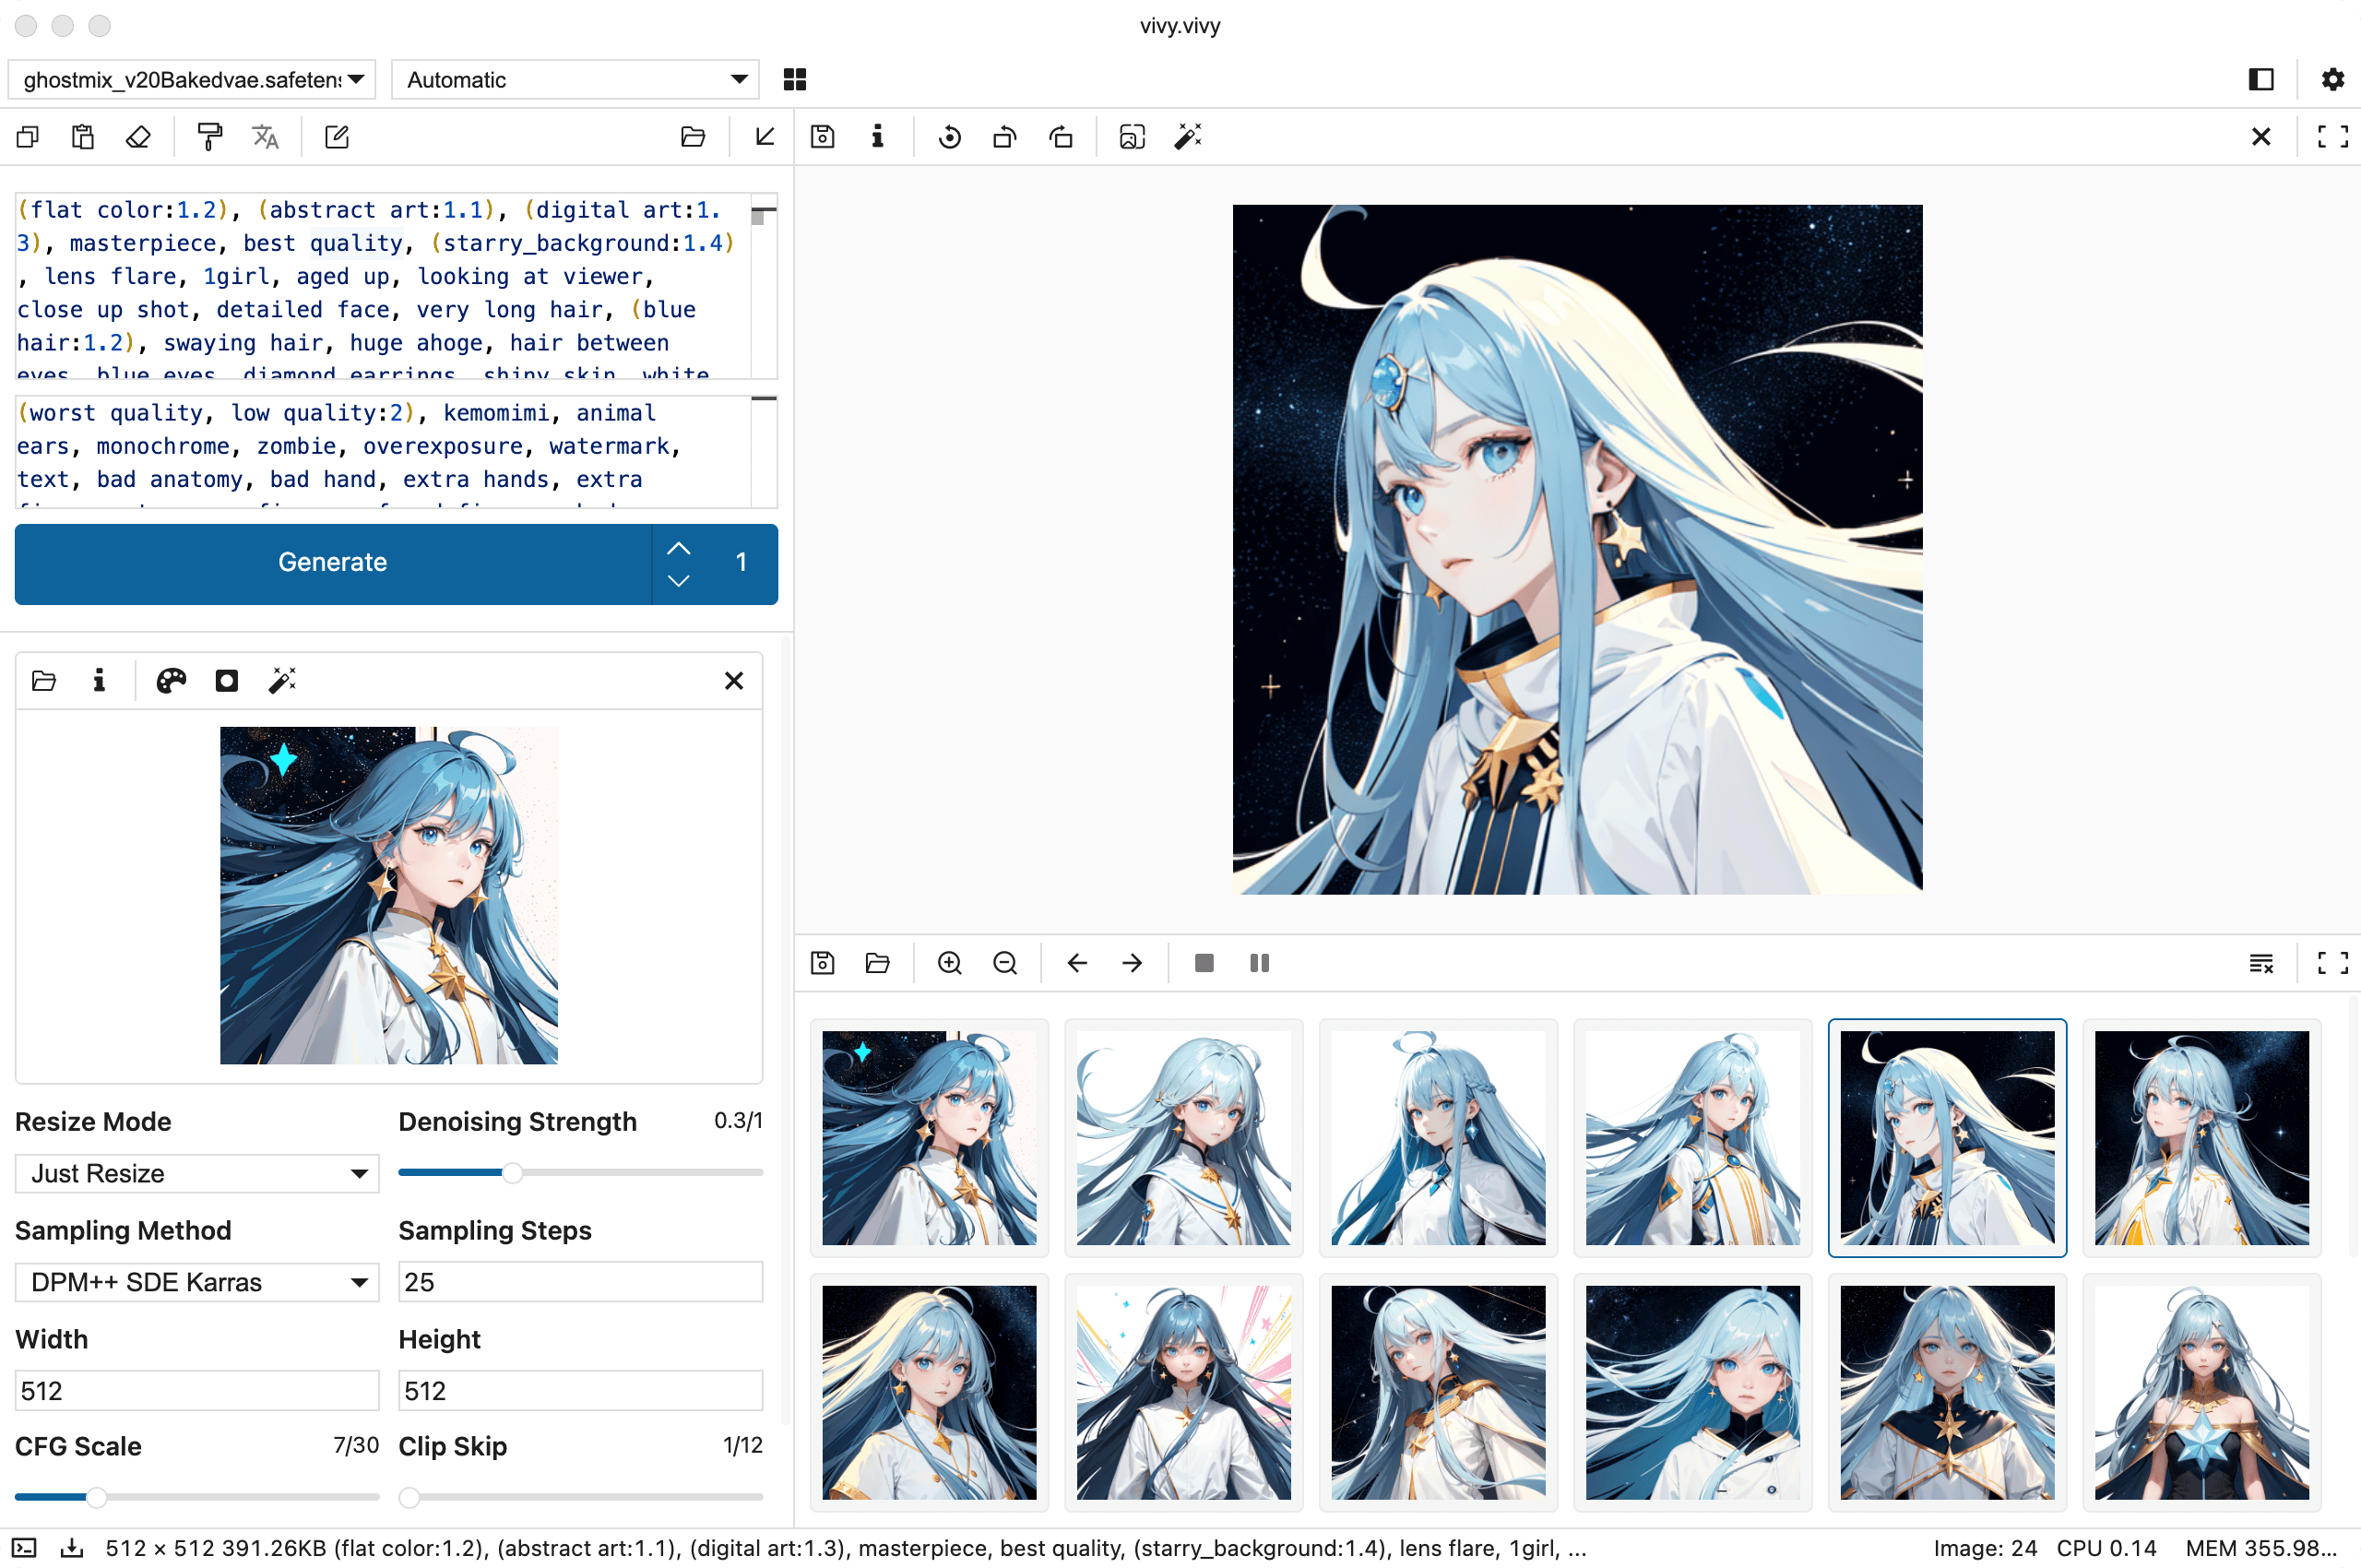 vivy.vivy
ghostmix_v20Bakedvae.safeten
Automatic
(flat color:1.2), (abstract art:1.1), (digital art:1.
3), masterpiece, best quality, (starry_background:1.4)
, lens flare, 1girl, aged up, looking at viewer,
close up shot, detailed face, very long hair, (blue
hair:1.2), swaying hair, huge ahoge, hair between
eyes, blue eyes, diamond earrings, shiny skin, white
(worst quality, low quality:2), kemomimi, animal
ears, monochrome, zombie, overexposure, watermark,
text, bad anatomy, bad hand, extra hands, extra
Generate 1
Resize Mode Denoising Strength 0.3/1
Just Resize
Sampling Method Sampling Steps
DPM++ SDE Karras 25
Width Height
512 512
CFG Scale 7/30 Clip Skip 1/12
512 × 512 391.26KB (flat color:1.2), (abstract art:1.1), (digital art:1.3), masterpiece, best quality, (starry_background:1.4), lens flare, 1girl, ... Image: 24 CPU 0.14 MEM 355.98...